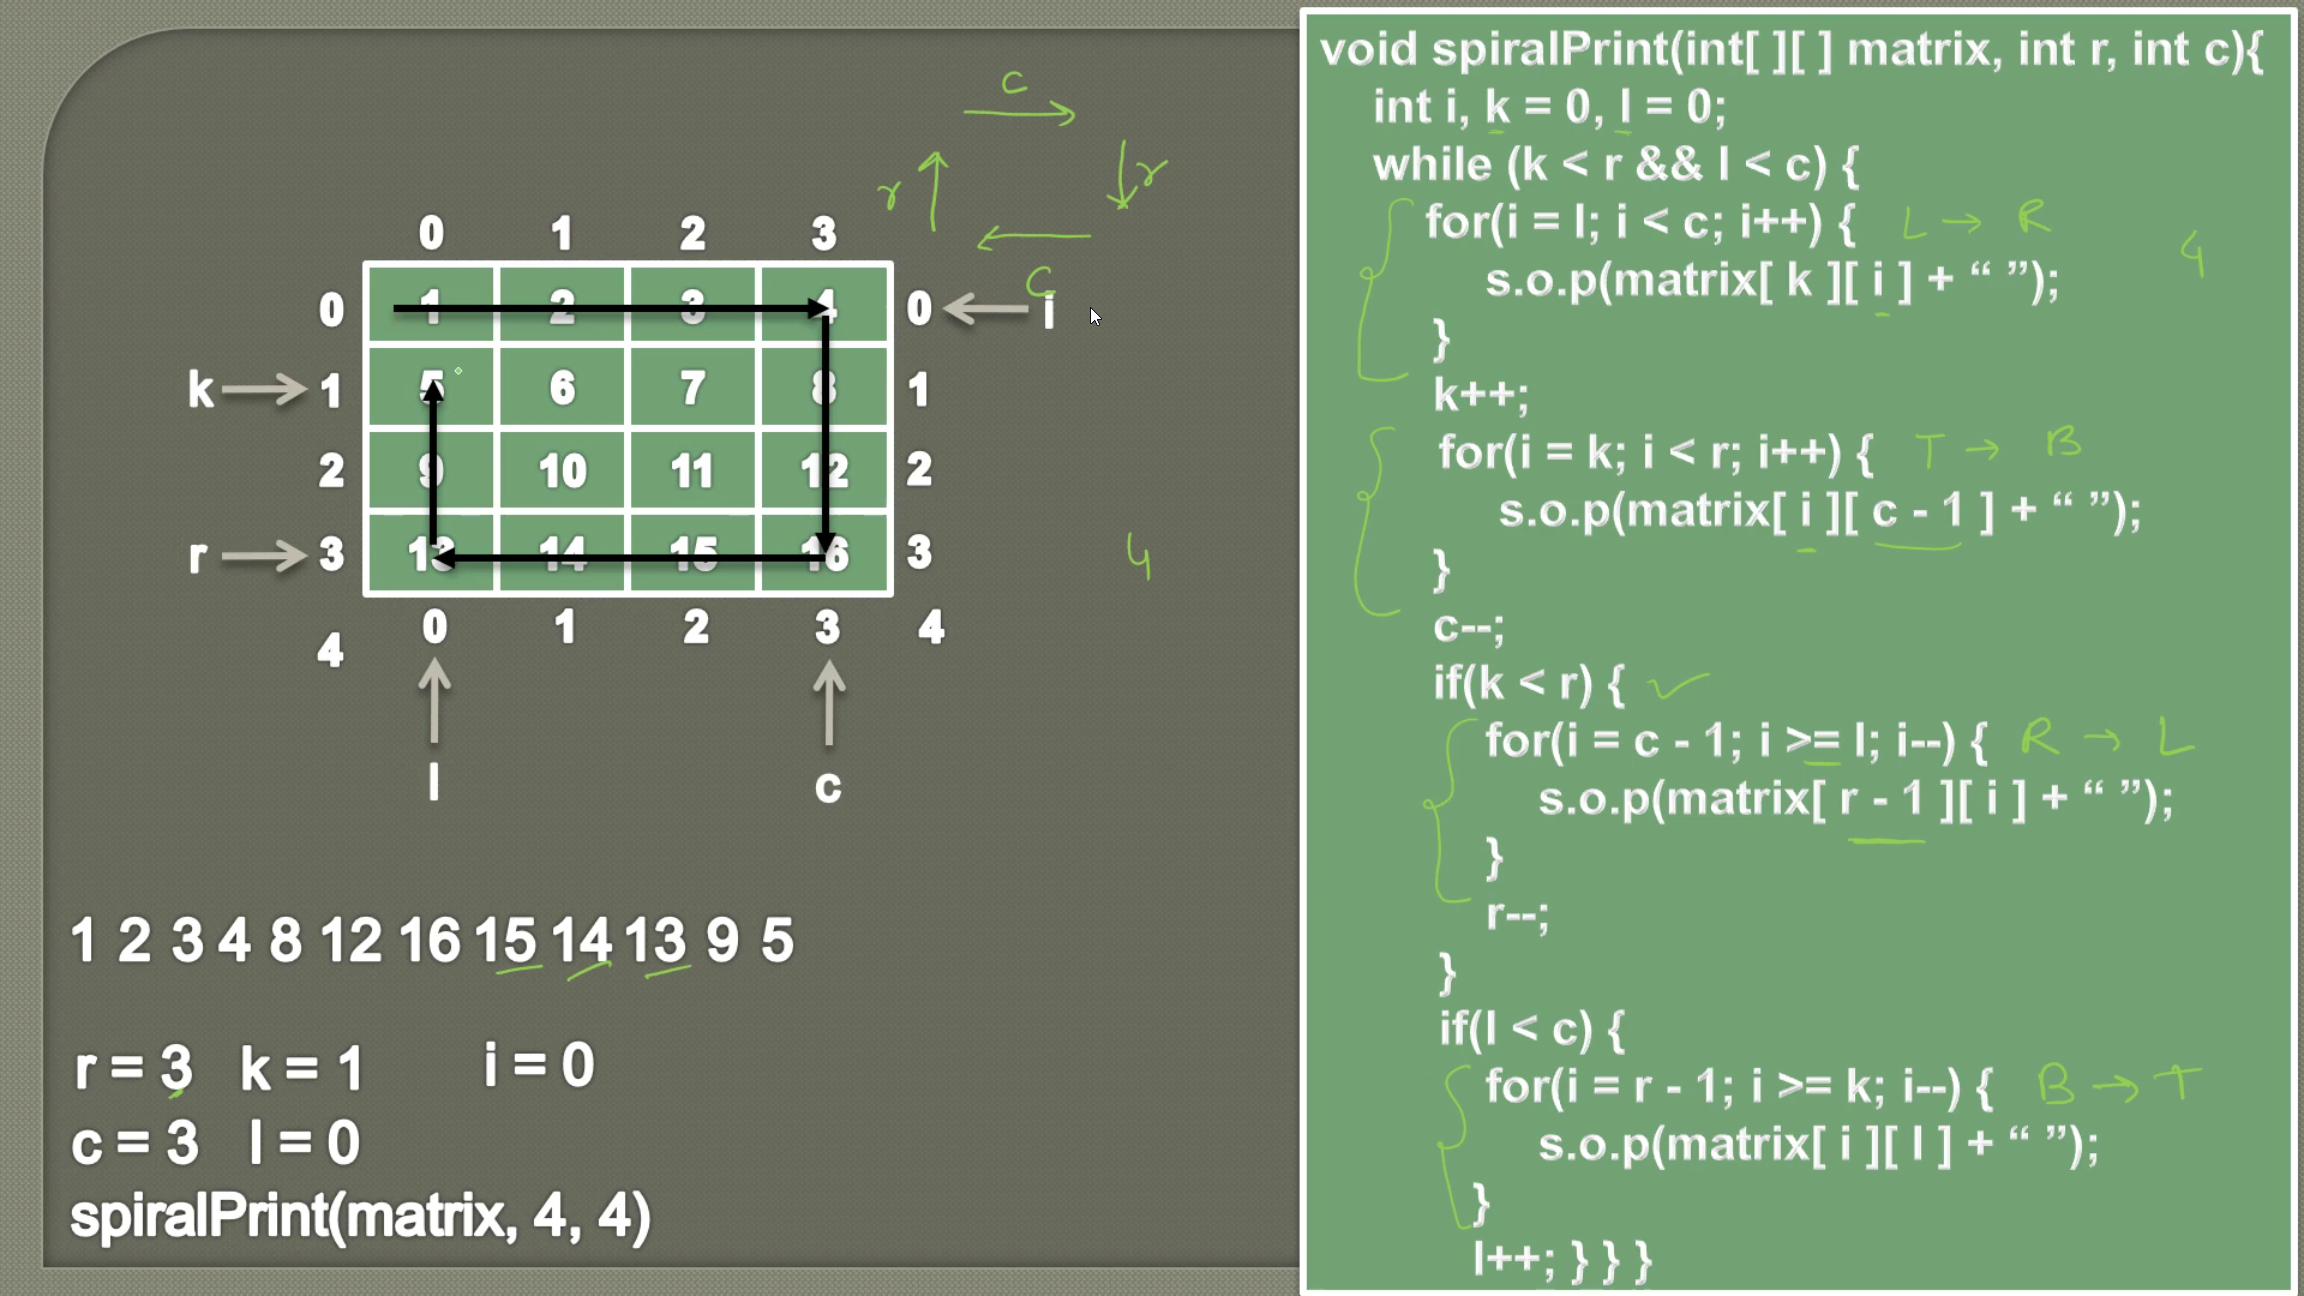 c
r r
c
0 1 2 3
0 1 2 3 4 0 i
k 1 5 6 7 8 1
2 9 10 11 12 2
r 3 13 14 15 16 3 4
4 0 1 2 3 4
l c
1 2 3 4 8 12 16 15 14 13 9 5
r = 3 k = 1 i = 0
c = 3 l = 0
spiralPrint(matrix, 4, 4)
void spiralPrint(int[ ][ ] matrix, int r, int c){
int i, k = 0, l = 0;
while (k < r && l < c) {
for(i = l; i < c; i++) { L → R
4
s.o.p(matrix[ k ][ i ] + “ ”);
}
k++;
for(i = k; i < r; i++) { T → B
s.o.p(matrix[ i ][ c - 1 ] + “ ”);
}
c--;
if(k < r) {
for(i = c - 1; i >= l; i--) { R → L
s.o.p(matrix[ r - 1 ][ i ] + “ ”);
}
r--;
}
if(l < c) {
for(i = r - 1; i >= k; i--) { B → T
s.o.p(matrix[ i ][ l ] + “ ”);
}
l++; } } }